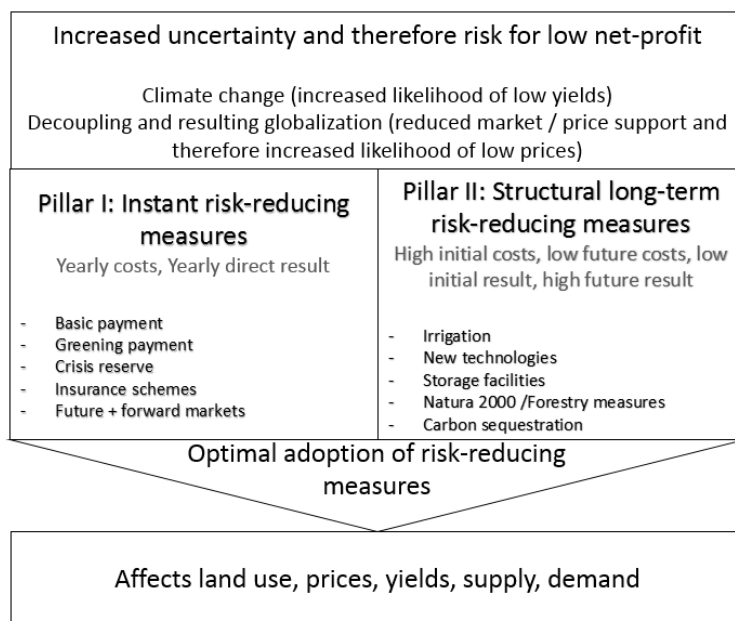 Increased uncertainty and therefore risk for low net-profit
Climate change (increased likelihood of low yields)
Decoupling and resulting globalization (reduced market / price support and
therefore increased likelihood of low prices)
Pillar I: Instant risk-reducing
measures
Yearly costs, Yearly direct result
- Basic payment
- Greening payment
- Crisis reserve
- Insurance schemes
- Future + forward markets
Pillar II: Structural long-term
risk-reducing measures
High initial costs, low future costs, low
initial result, high future result
- Irrigation
- New technologies
- Storage facilities
- Natura 2000 /Forestry measures
- Carbon sequestration
Optimal adoption of risk-reducing
measures
Affects land use, prices, yields, supply, demand